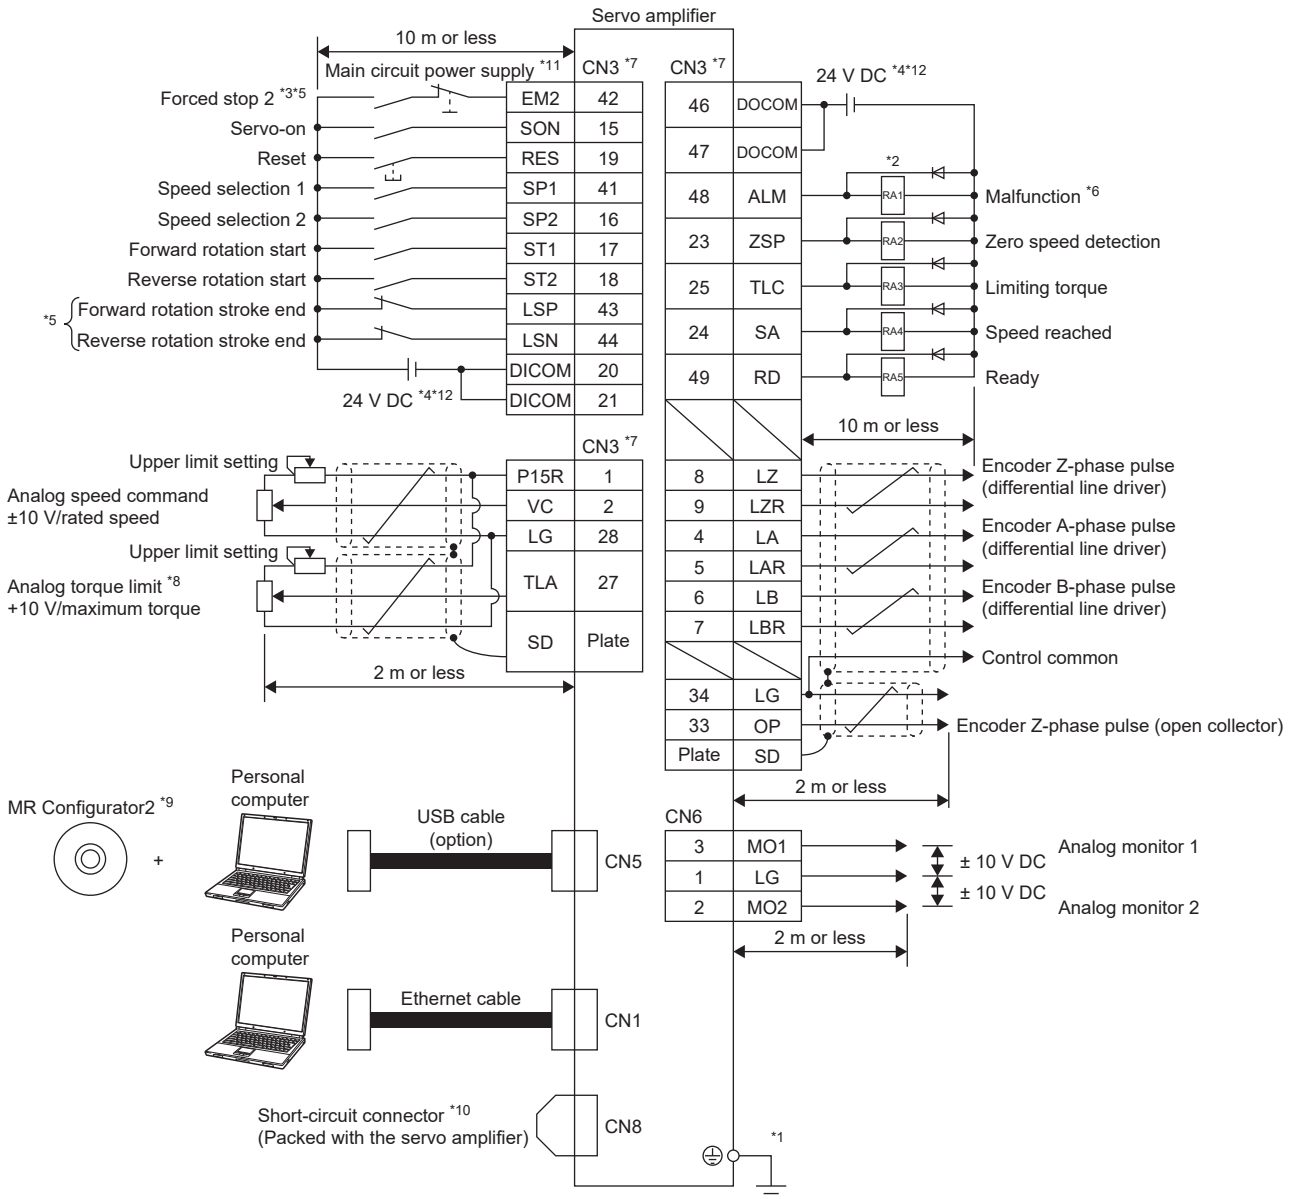 Servo amplifier
10 m or less
Main circuit power supply *11
CN3 *7
Forced stop 2 *3*5
EM2 42
Servo-on
SON 15
Reset
RES 19
Speed selection 1
SP1 41
Speed selection 2
SP2 16
Forward rotation start
ST1 17
Reverse rotation start
ST2 18
*5
Forward rotation stroke end
LSP 43
Reverse rotation stroke end
LSN 44
DICOM 20
24 V DC *4*12
DICOM 21
CN3 *7
24 V DC *4*12
46 DOCOM
47 DOCOM
*2
48 ALM
RA1
Malfunction *6
23 ZSP
RA2
Zero speed detection
25 TLC
RA3
Limiting torque
24 SA
RA4
Speed reached
49 RD
RA5
Ready
10 m or less
CN3 *7
Upper limit setting
P15R 1
Analog speed command
±10 V/rated speed
VC 2
LG 28
Upper limit setting
Analog torque limit *8
+10 V/maximum torque
TLA 27
SD Plate
2 m or less
8 LZ
Encoder Z-phase pulse
(differential line driver)
9 LZR
4 LA
Encoder A-phase pulse
(differential line driver)
5 LAR
6 LB
Encoder B-phase pulse
(differential line driver)
7 LBR
Control common
34 LG
33 OP
Encoder Z-phase pulse (open collector)
Plate SD
2 m or less
MR Configurator2 *9
+
Personal
computer
USB cable
(option)
CN5
CN6
3 MO1
Analog monitor 1
± 10 V DC
1 LG
± 10 V DC
2 MO2
Analog monitor 2
2 m or less
Personal
computer
Ethernet cable
CN1
Short-circuit connector *10
(Packed with the servo amplifier)
CN8
*1